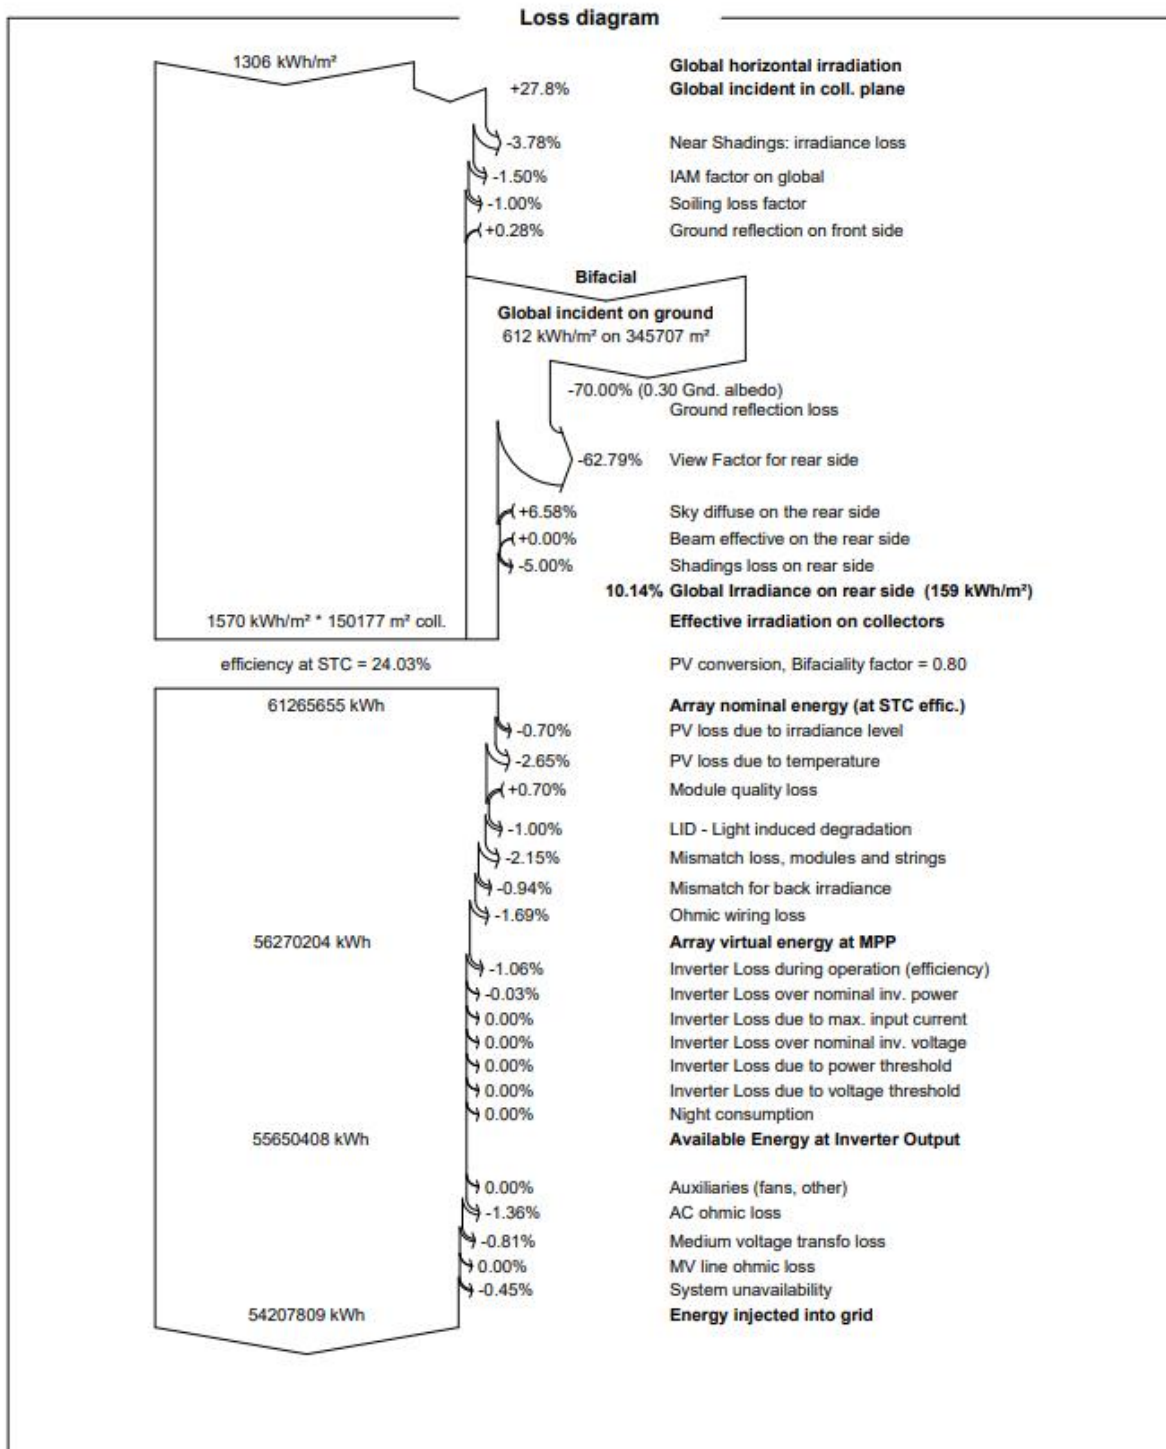 Loss diagram
1306 kWh/m² Global horizontal irradiation
+27.8% Global incident in coll. plane
-3.78% Near Shadings: irradiance loss
-1.50% IAM factor on global
-1.00% Soiling loss factor
+0.28% Ground reflection on front side
Bifacial
Global incident on ground
612 kWh/m² on 345707 m²
-70.00% (0.30 Gnd. albedo)
Ground reflection loss
-62.79% View Factor for rear side
+6.58% Sky diffuse on the rear side
+0.00% Beam effective on the rear side
-5.00% Shadings loss on rear side
10.14% Global Irradiance on rear side (159 kWh/m²)
1570 kWh/m² * 150177 m² coll. Effective irradiation on collectors
efficiency at STC = 24.03% PV conversion, Bifaciality factor = 0.80
61265655 kWh Array nominal energy (at STC effic.)
-0.70% PV loss due to irradiance level
-2.65% PV loss due to temperature
+0.70% Module quality loss
-1.00% LID - Light induced degradation
-2.15% Mismatch loss, modules and strings
-0.94% Mismatch for back irradiance
-1.69% Ohmic wiring loss
56270204 kWh Array virtual energy at MPP
-1.06% Inverter Loss during operation (efficiency)
-0.03% Inverter Loss over nominal inv. power
0.00% Inverter Loss due to max. input current
0.00% Inverter Loss over nominal inv. voltage
0.00% Inverter Loss due to power threshold
0.00% Inverter Loss due to voltage threshold
0.00% Night consumption
55650408 kWh Available Energy at Inverter Output
0.00% Auxiliaries (fans, other)
-1.36% AC ohmic loss
-0.81% Medium voltage transfo loss
0.00% MV line ohmic loss
-0.45% System unavailability
54207809 kWh Energy injected into grid